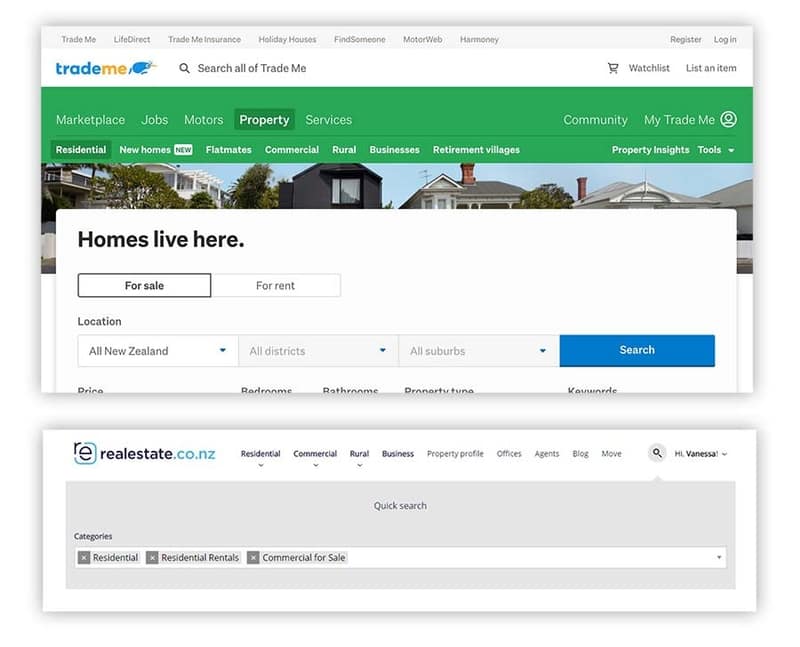 Trade Me LifeDirect Trade Me Insurance Holiday Houses FindSomeone MotorWeb Harmoney Register Log in
trademe Search all of Trade Me Watchlist List an item
Marketplace Jobs Motors Property Services Community My Trade Me
Residential New homes NEW Flatmates Commercial Rural Businesses Retirement villages Property Insights Tools
Homes live here.
For sale For rent
Location
All New Zealand All districts All suburbs Search
Price Bedrooms Bathrooms Property type Keywords
re realestate.co.nz Residential Commercial Rural Business Property profile Offices Agents Blog Move Hi, Vanessa!
Quick search
Categories
× Residential × Residential Rentals × Commercial for Sale